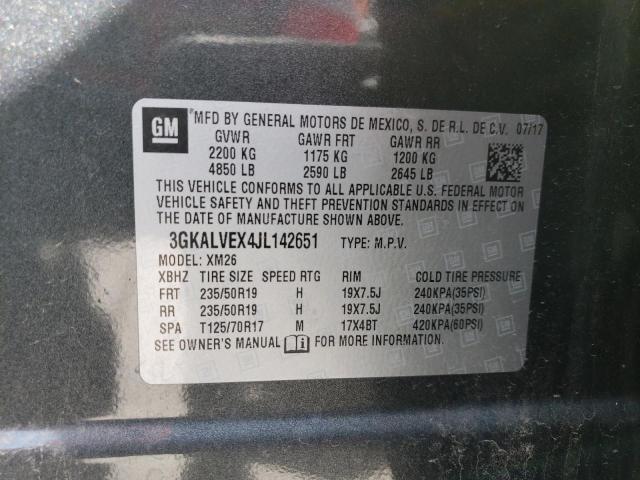 GM
MFD BY GENERAL MOTORS DE MEXICO, S. DE R.L. DE C.V. 07/17
GVWR GAWR FRT GAWR RR
2200 KG 1175 KG 1200 KG
4850 LB 2590 LB 2645 LB
THIS VEHICLE CONFORMS TO ALL APPLICABLE U.S. FEDERAL MOTOR
VEHICLE SAFETY AND THEFT PREVENTION STANDARDS IN EFFECT ON
THE DATE OF MANUFACTURE SHOWN ABOVE.
3GKALVEX4JL142651 TYPE: M.P.V.
MODEL: XM26
XBHZ TIRE SIZE SPEED RTG RIM COLD TIRE PRESSURE
FRT 235/50R19 H 19X7.5J 240KPA(35PSI)
RR 235/50R19 H 19X7.5J 240KPA(35PSI)
SPA T125/70R17 M 17X4BT 420KPA(60PSI)
SEE OWNER'S MANUAL FOR MORE INFORMATION.